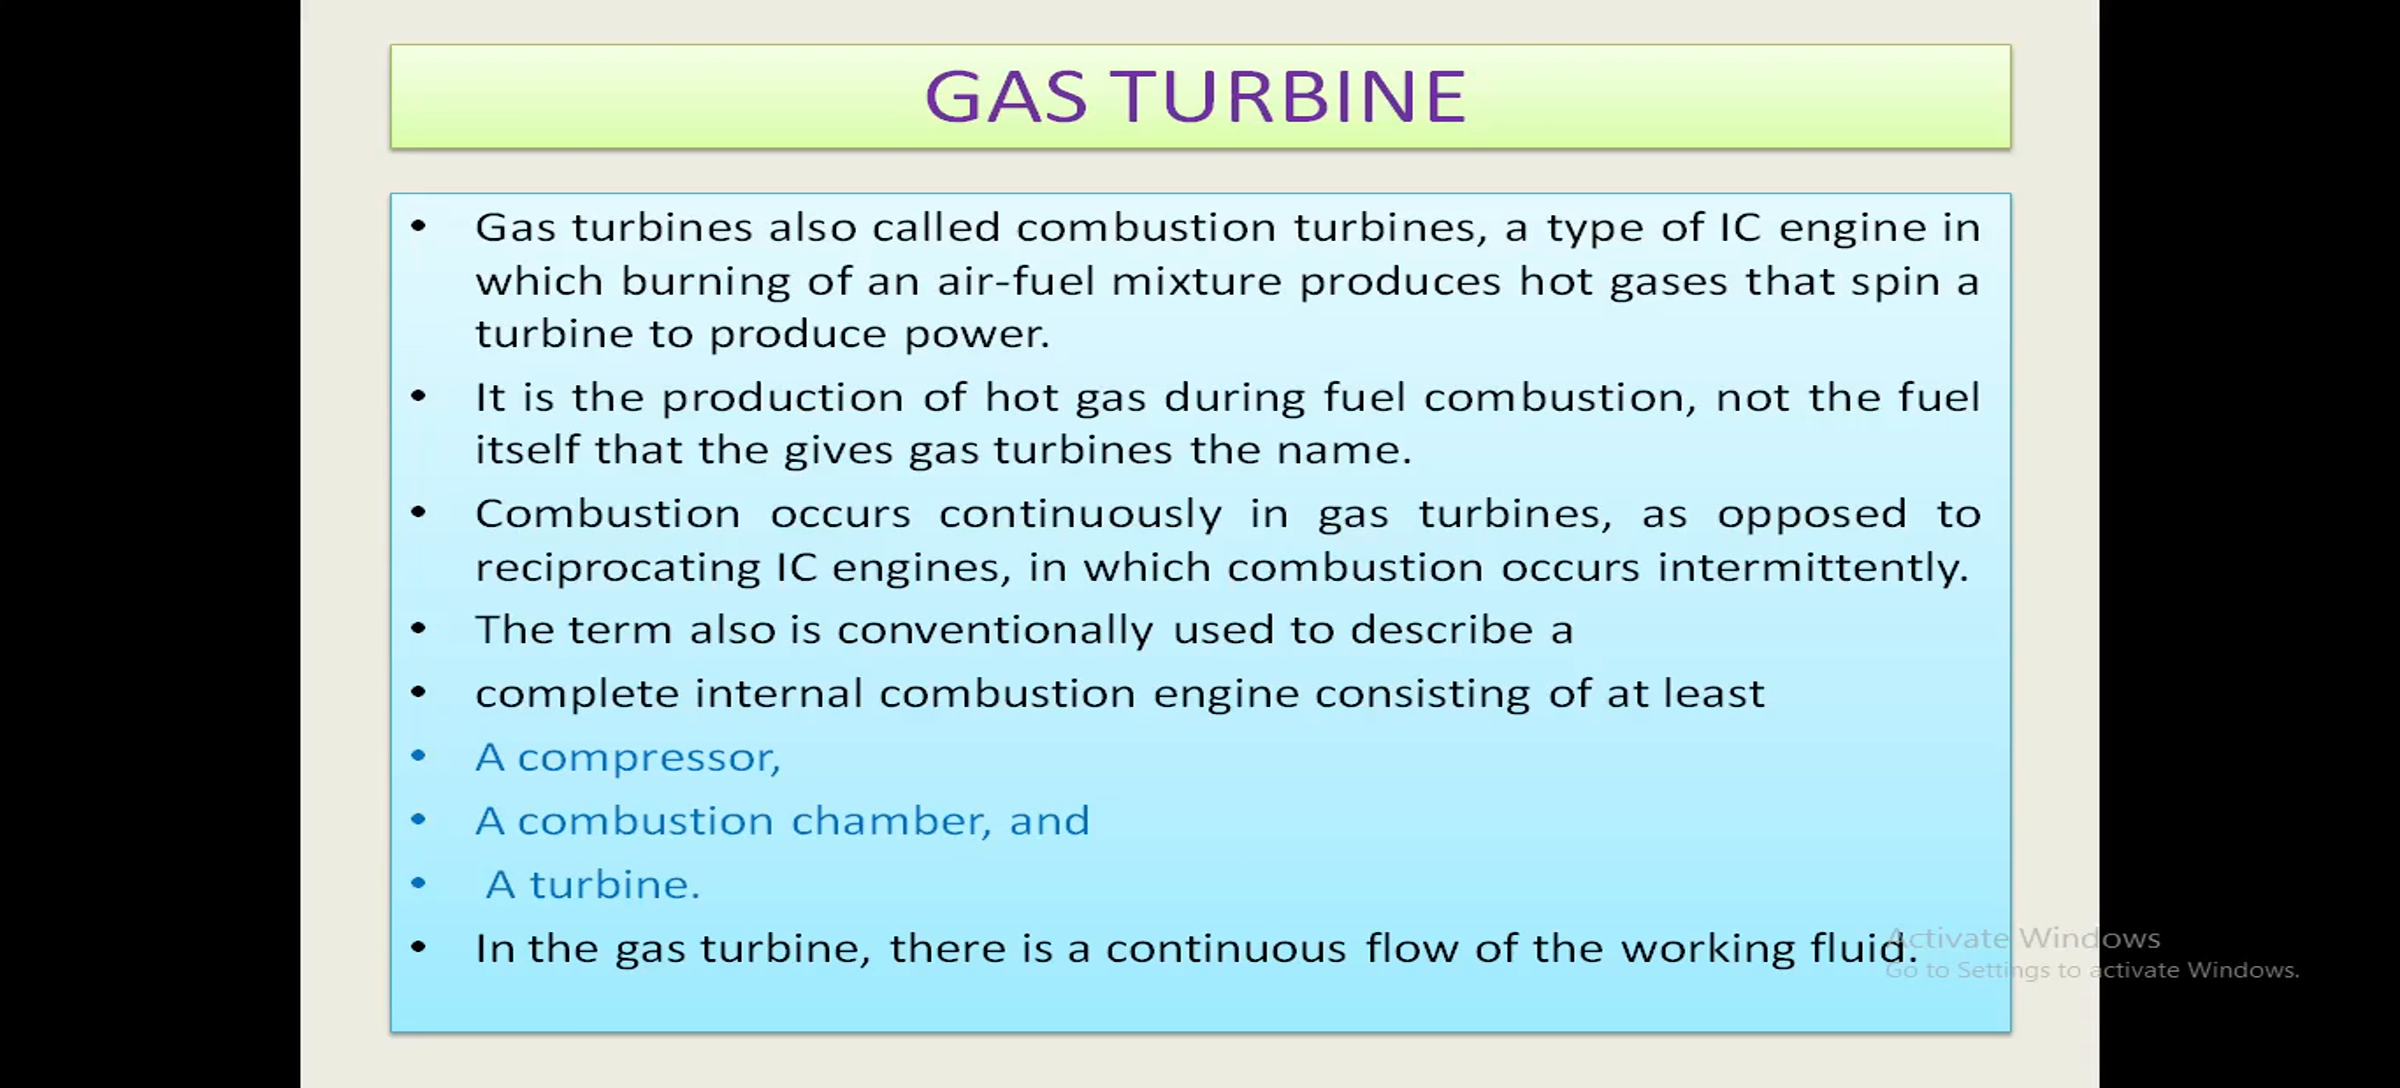 GAS TURBINE
• Gas turbines also called combustion turbines, a type of IC engine in
which burning of an air-fuel mixture produces hot gases that spin a
turbine to produce power.
• It is the production of hot gas during fuel combustion, not the fuel
itself that the gives gas turbines the name.
• Combustion occurs continuously in gas turbines, as opposed to
reciprocating IC engines, in which combustion occurs intermittently.
• The term also is conventionally used to describe a
• complete internal combustion engine consisting of at least
• A compressor,
• A combustion chamber, and
• A turbine.
• In the gas turbine, there is a continuous flow of the working fluid.
Activate Windows
Go to Settings to activate Windows.